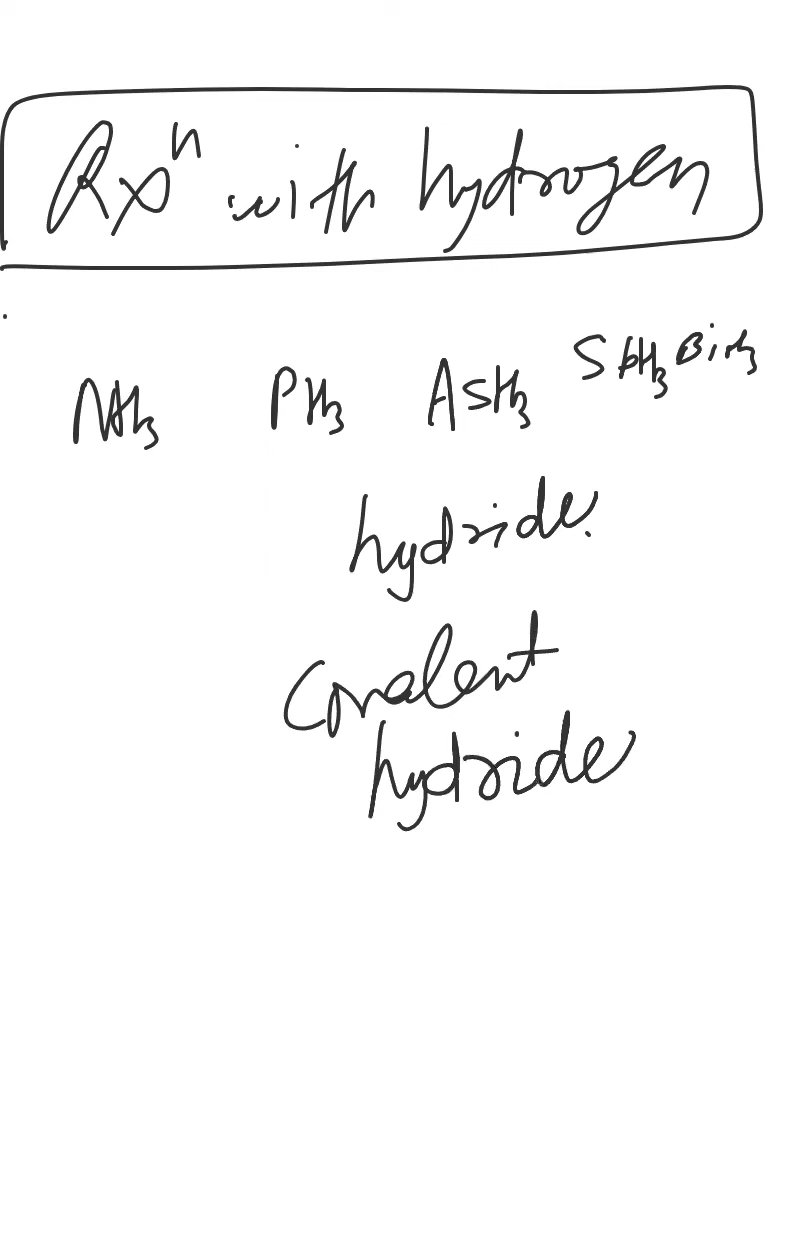 Rxⁿ with hydrogen
NH₃ PH₃ AsH₃ SbH₃ BiH₃
hydride.
Covalent
hydride